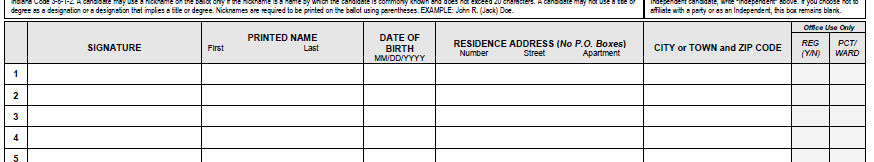 Indiana Code 3-8-1-2. A candidate may use a nickname on the ballot only if the nickname is a name by which the candidate is commonly known and does not exceed 20 characters. A candidate may not use a title or
degree as a designation or a designation that implies a title or degree. Nicknames are required to be printed on the ballot using parentheses. EXAMPLE: John R. (Jack) Doe.
independent candidate, write "Independent" above. If you choose not to
affiliate with a party or as an Independent, this box remains blank.
Office Use Only
SIGNATURE
PRINTED NAME
First Last
DATE OF
BIRTH
MM/DD/YYYY
RESIDENCE ADDRESS (No P.O. Boxes)
Number Street Apartment
CITY or TOWN and ZIP CODE
REG
(Y/N)
PCT/
WARD
1
2
3
4
5